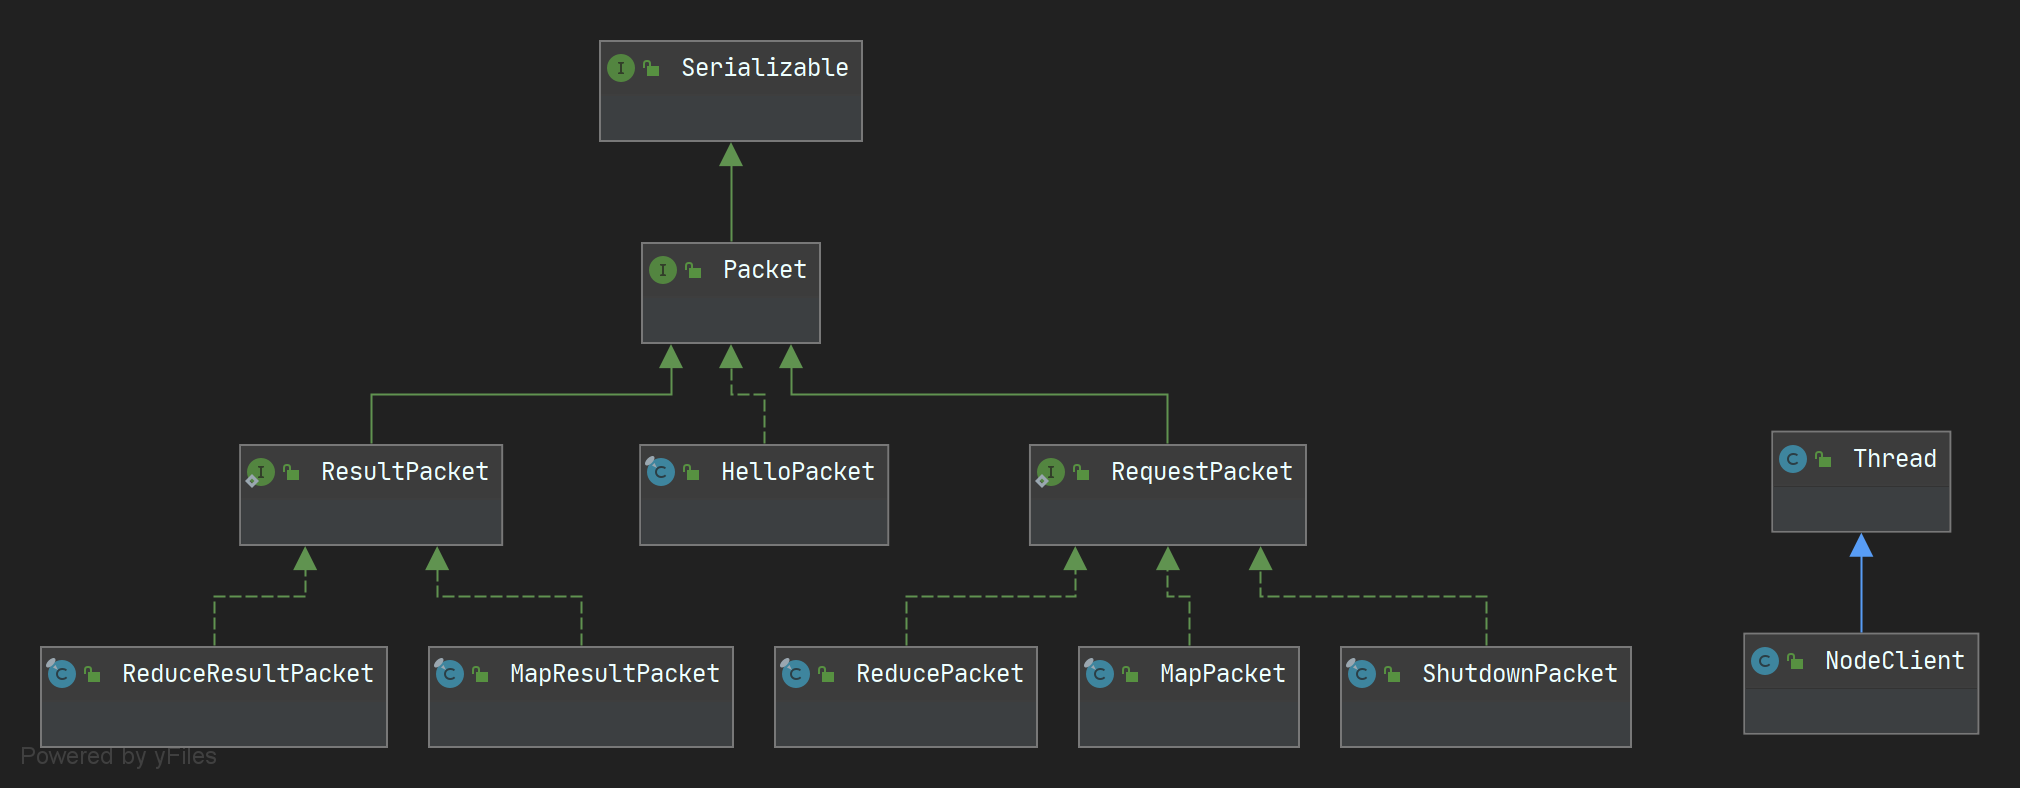 Serializable
Packet
ResultPacket
HelloPacket
RequestPacket
Thread
ReduceResultPacket
MapResultPacket
ReducePacket
MapPacket
ShutdownPacket
NodeClient
Powered by yFiles